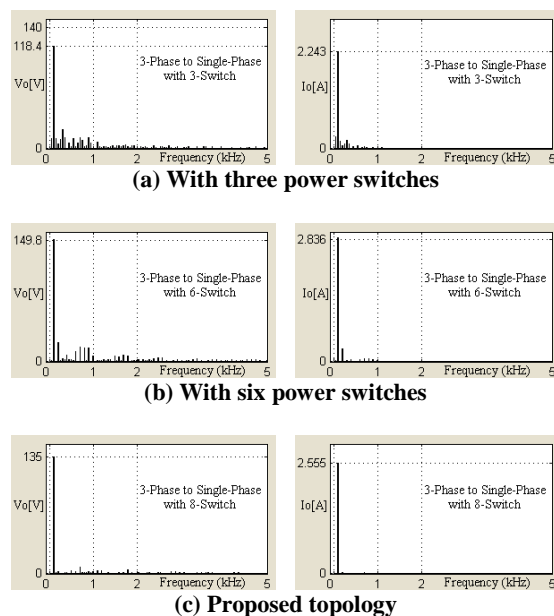 140
118.4
Vo[V]
3-Phase to Single-Phase
with 3-Switch
0
0 1 2 Frequency (kHz) 5
2.243
Io[A]
3-Phase to Single-Phase
with 3-Switch
0
0 1 2 Frequency (kHz) 5
(a) With three power switches
149.8
Vo[V]
3-Phase to Single-Phase
with 6-Switch
0
0 1 2 Frequency (kHz) 5
2.836
Io[A]
3-Phase to Single-Phase
with 6-Switch
0
0 1 2 Frequency (kHz) 5
(b) With six power switches
135
Vo[V]
3-Phase to Single-Phase
with 8-Switch
0
0 1 2 Frequency (kHz) 5
2.555
Io[A]
3-Phase to Single-Phase
with 8-Switch
0
0 1 2 Frequency (kHz) 5
(c) Proposed topology